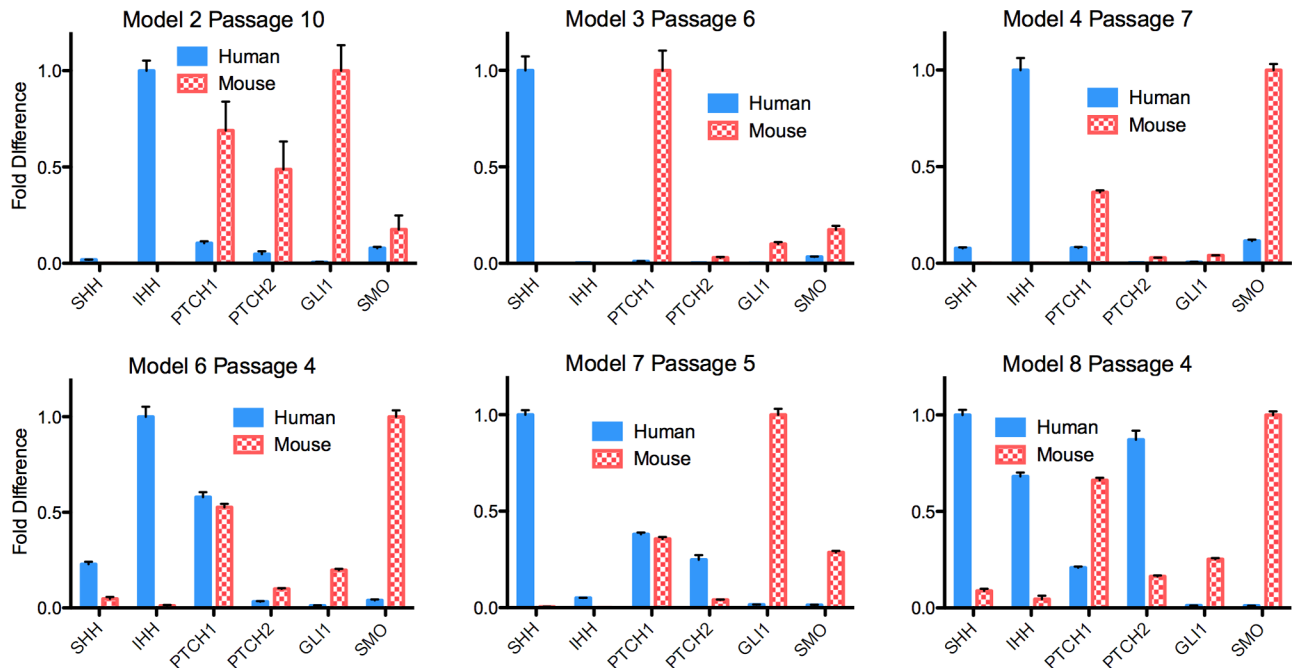 Model 2 Passage 10
Fold Difference
1.0
0.5
0.0
Human
Mouse
SHH
IHH
PTCH1
PTCH2
GLI1
SMO
Model 3 Passage 6
1.0
0.5
0.0
Human
Mouse
SHH
IHH
PTCH1
PTCH2
GLI1
SMO
Model 4 Passage 7
1.0
0.5
0.0
Human
Mouse
SHH
IHH
PTCH1
PTCH2
GLI1
SMO
Model 6 Passage 4
Fold Difference
1.0
0.5
0.0
Human
Mouse
SHH
IHH
PTCH1
PTCH2
GLI1
SMO
Model 7 Passage 5
1.0
0.5
0.0
Human
Mouse
SHH
IHH
PTCH1
PTCH2
GLI1
SMO
Model 8 Passage 4
1.0
0.5
0.0
Human
Mouse
SHH
IHH
PTCH1
PTCH2
GLI1
SMO